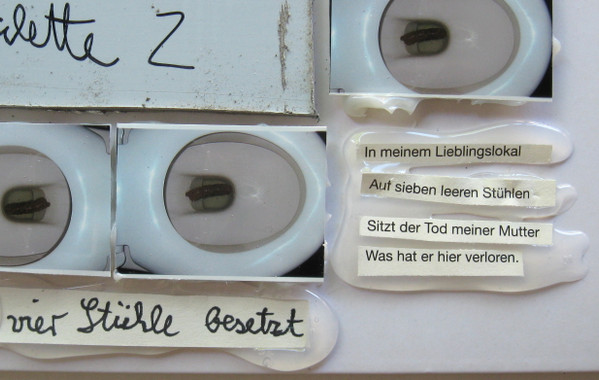 Z
In meinem Lieblingslokal
Auf sieben leeren Stühlen
Sitzt der Tod meiner Mutter
Was hat er hier verloren.
vier Stühle besetzt